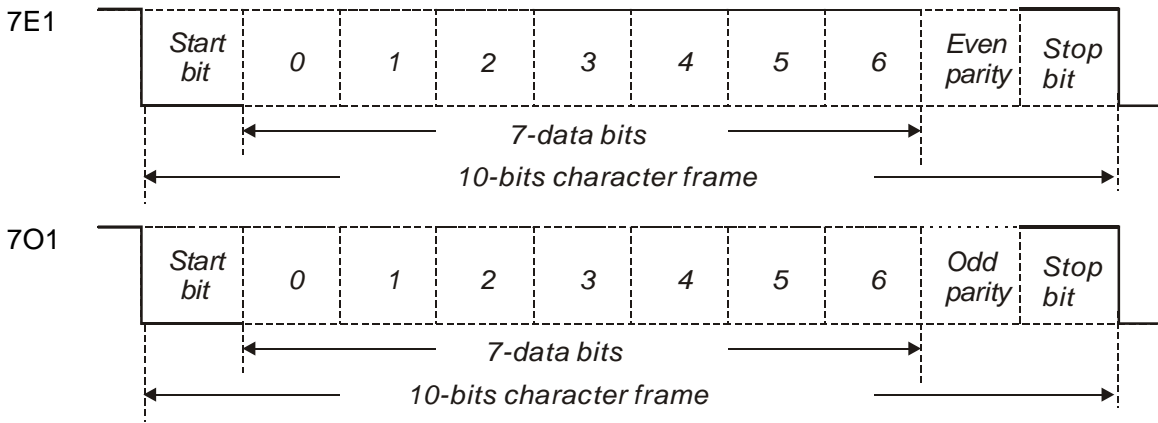 7E1
Start bit 0 1 2 3 4 5 6 Even parity Stop bit
7-data bits
10-bits character frame
7O1
Start bit 0 1 2 3 4 5 6 Odd parity Stop bit
7-data bits
10-bits character frame